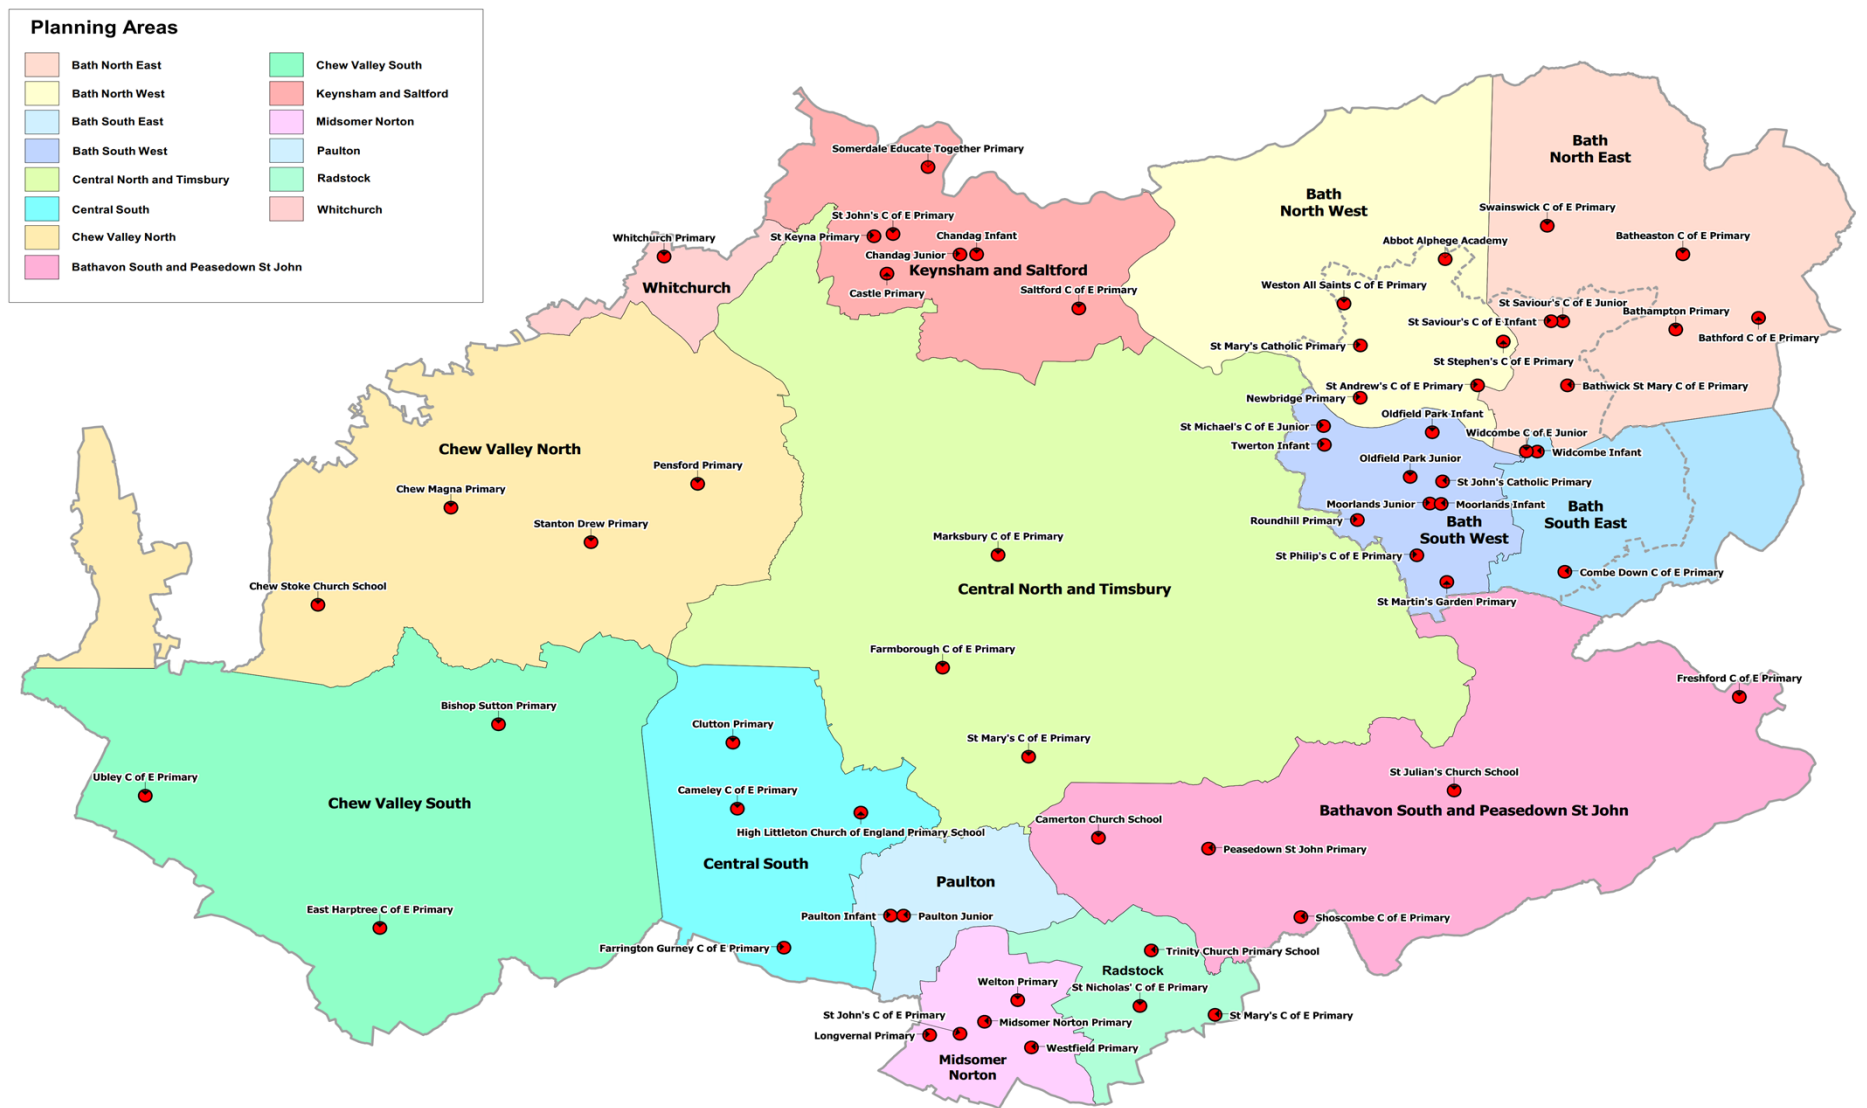 Planning Areas
Bath North East
Bath North West
Bath South East
Bath South West
Central North and Timsbury
Central South
Chew Valley North
Bathavon South and Peasedown St John
Chew Valley South
Keynsham and Saltford
Midsomer Norton
Paulton
Radstock
Whitchurch
Somerdale Educate Together Primary
St John's C of E Primary
St Keyna Primary
Chandag Infant
Chandag Junior
Keynsham and Saltford
Castle Primary
Saltford C of E Primary
Whitchurch Primary
Whitchurch
Bath
North West
Abbot Alphege Academy
Weston All Saints C of E Primary
St Mary's Catholic Primary
St Stephen's C of E Primary
St Andrew's C of E Primary
Newbridge Primary
Bath
North East
Swainswick C of E Primary
Batheaston C of E Primary
St Saviour's C of E Junior
St Saviour's C of E Infant
Bathampton Primary
Bathford C of E Primary
Bathwick St Mary C of E Primary
Oldfield Park Infant
St Michael's C of E Junior
Twerton Infant
Widcombe C of E Junior
Widcombe Infant
Oldfield Park Junior
St John's Catholic Primary
Moorlands Junior
Moorlands Infant
Roundhill Primary
Bath
South West
St Philip's C of E Primary
St Martin's Garden Primary
Bath
South East
Combe Down C of E Primary
Chew Valley North
Pensford Primary
Chew Magna Primary
Stanton Drew Primary
Chew Stoke Church School
Marksbury C of E Primary
Central North and Timsbury
Farmborough C of E Primary
St Mary's C of E Primary
Bishop Sutton Primary
Ubley C of E Primary
Chew Valley South
East Harptree C of E Primary
Clutton Primary
Cameley C of E Primary
High Littleton Church of England Primary School
Central South
Farrington Gurney C of E Primary
Paulton
Paulton Infant
Paulton Junior
Freshford C of E Primary
St Julian's Church School
Bathavon South and Peasedown St John
Camerton Church School
Peasedown St John Primary
Shoscombe C of E Primary
Trinity Church Primary School
Radstock
St Nicholas' C of E Primary
St Mary's C of E Primary
Welton Primary
St John's C of E Primary
Midsomer Norton Primary
Longvernal Primary
Westfield Primary
Midsomer
Norton